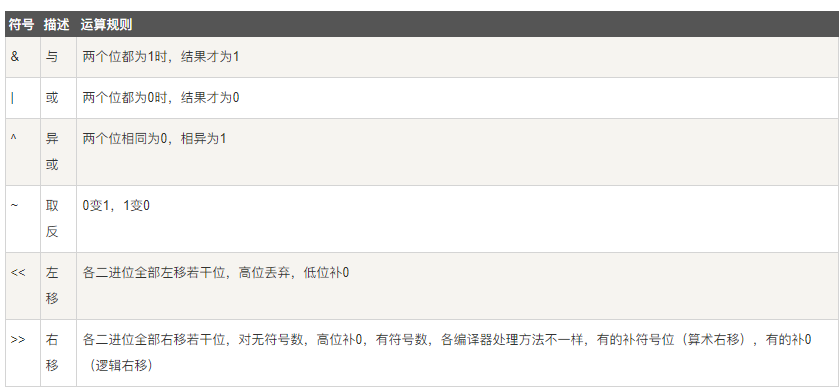 符号 描述 运算规则
& 与 两个位都为1时，结果才为1
| 或 两个位都为0时，结果才为0
^ 异 两个位相同为0，相异为1
或
~ 取 0变1，1变0
反
<< 左 各二进位全部左移若干位，高位丢弃，低位补0
移
>> 右 各二进位全部右移若干位，对无符号数，高位补0，有符号数，各编译器处理方法不一样，有的补符号位（算术右移），有的补0
移 （逻辑右移）